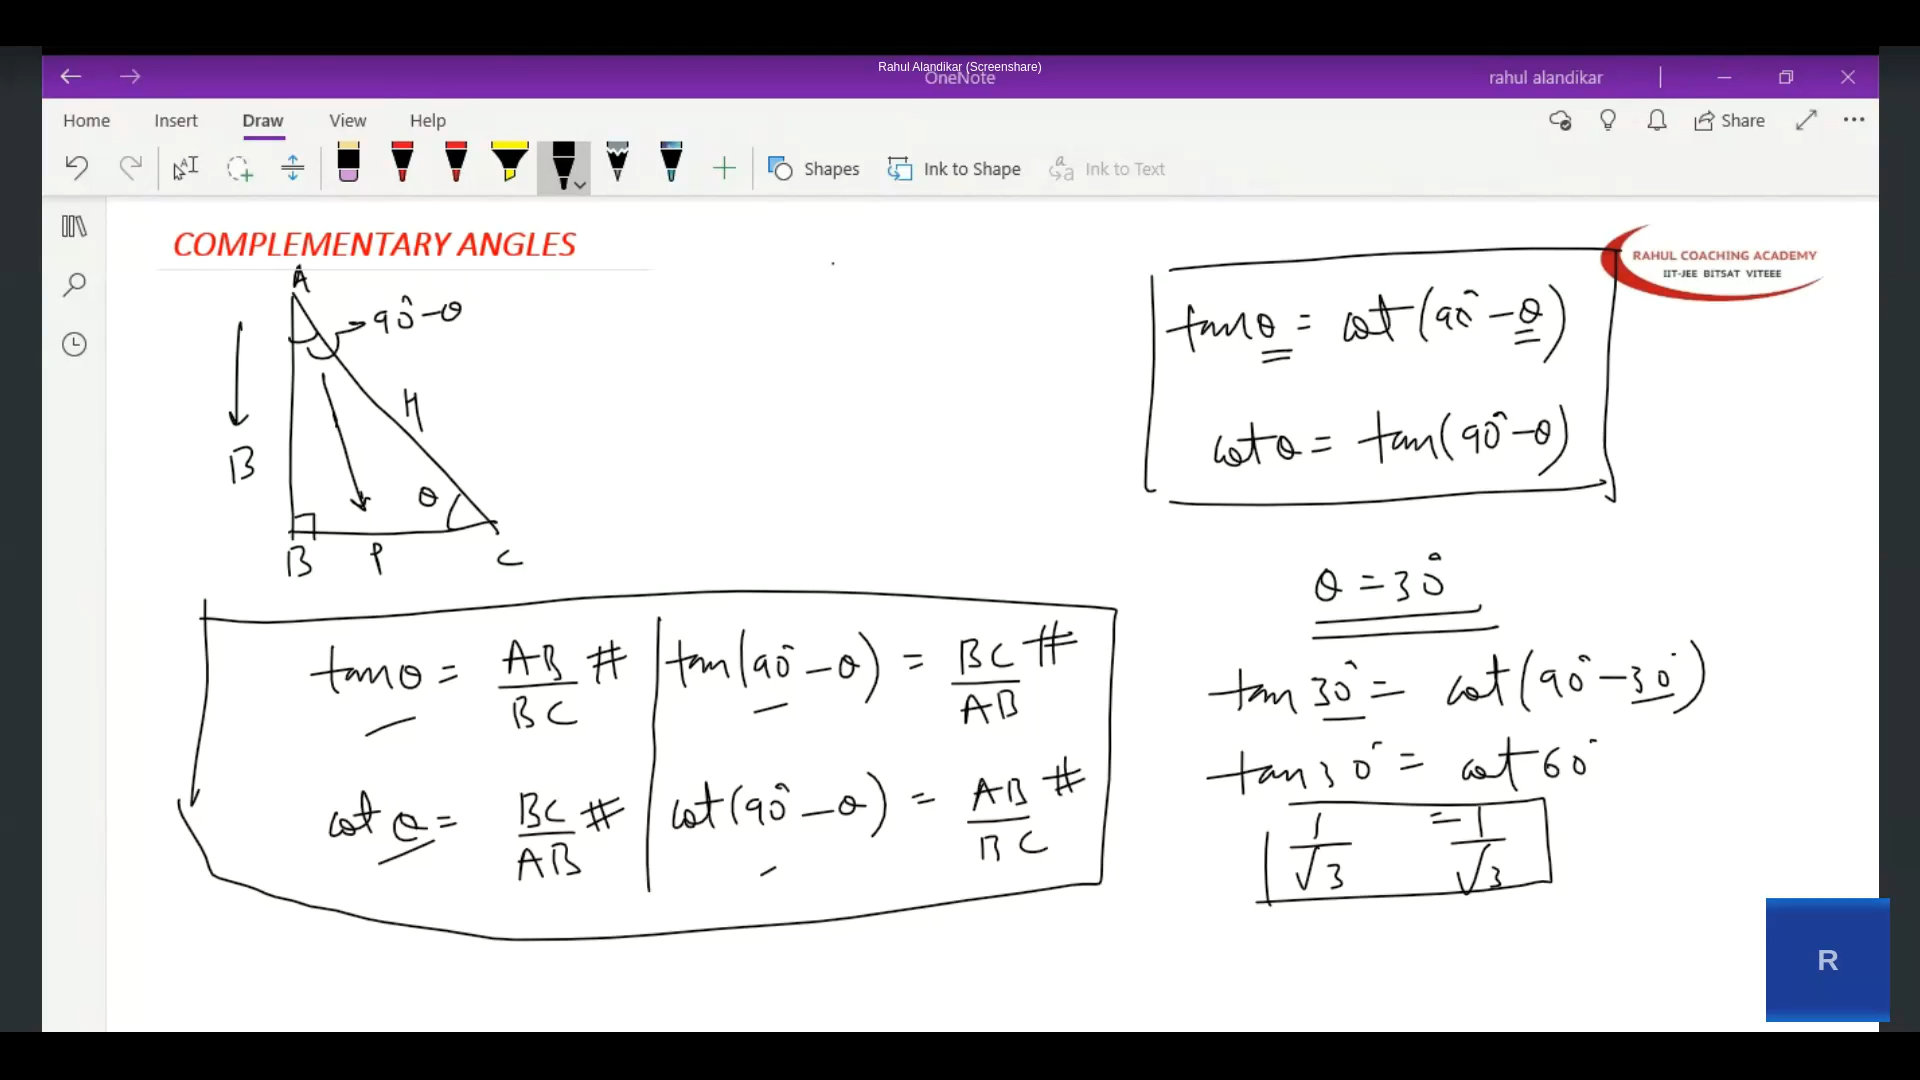 Rahul Alandikar (Screenshare)
OneNote
rahul alandikar
Home Insert Draw View Help
Share
Shapes Ink to Shape Ink to Text
COMPLEMENTARY ANGLES
RAHUL COACHING ACADEMY
IIT-JEE BITSAT VITEEE
A
90° - θ
H
B
θ
B P C
tan θ = cot (90° - θ)
cot θ = tan (90° - θ)
tan θ = AB/BC # | tan (90° - θ) = BC/AB #
cot θ = BC/AB # | cot (90° - θ) = AB/BC #
θ = 30°
tan 30° = cot (90° - 30°)
tan 30° = cot 60°
1/√3 = 1/√3
R